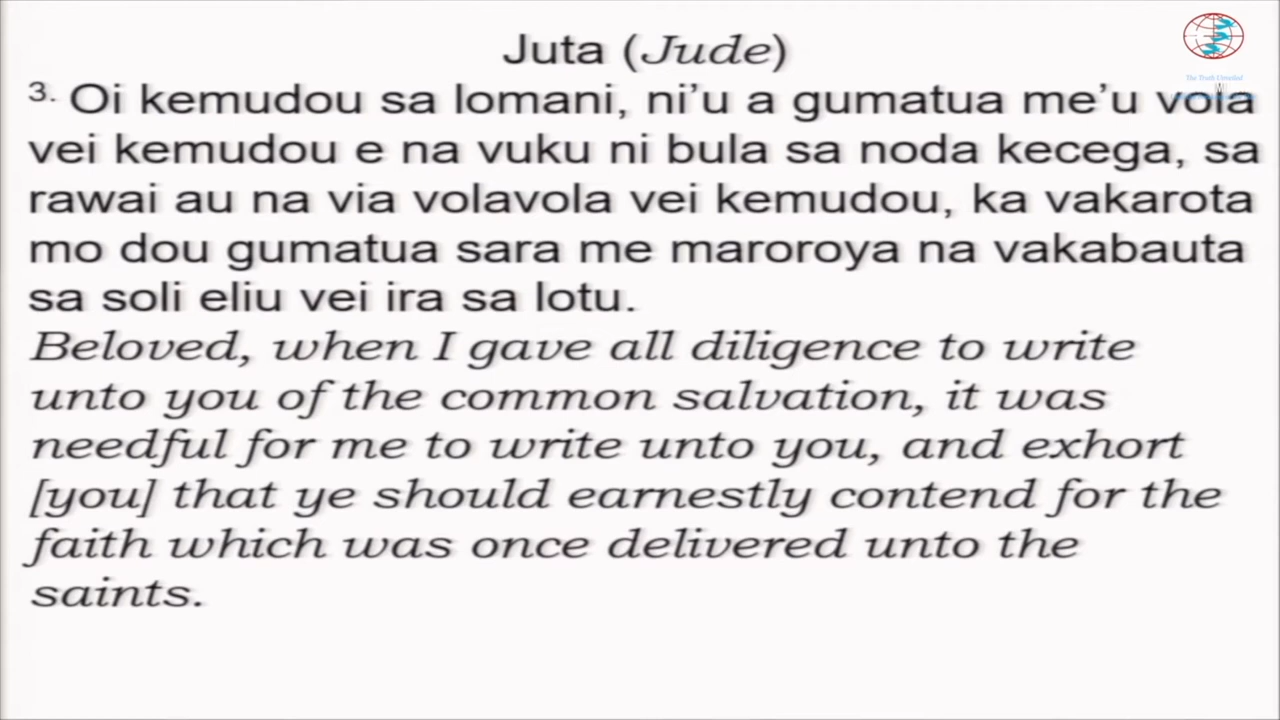 Juta (Jude)
3. Oi kemudou sa lomani, ni’u a gumatua me’u vola
vei kemudou e na vuku ni bula sa noda kecega, sa
rawai au na via volavola vei kemudou, ka vakarota
mo dou gumatua sara me maroroya na vakabauta
sa soli eliu vei ira sa lotu.
Beloved, when I gave all diligence to write
unto you of the common salvation, it was
needful for me to write unto you, and exhort
[you] that ye should earnestly contend for the
faith which was once delivered unto the
saints.
The Truth Unveiled